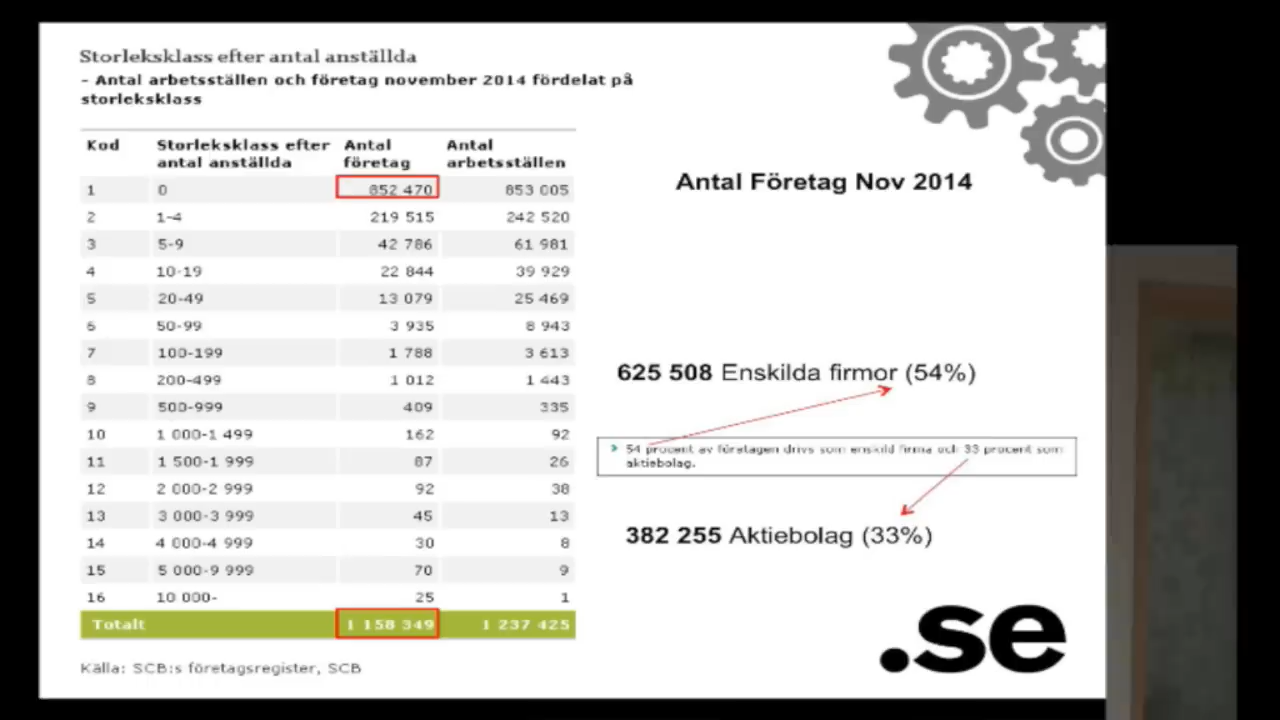 Storleksklass efter antal anställda
- Antal arbetsställen och företag november 2014 fördelat på
storleksklass
Kod Storleksklass efter antal anställda Antal företag Antal arbetsställen
1 0 852 470 853 005
2 1-4 219 515 242 520
3 5-9 42 786 61 981
4 10-19 22 844 39 929
5 20-49 13 079 25 469
6 50-99 3 935 8 943
7 100-199 1 788 3 613
8 200-499 1 012 1 443
9 500-999 409 335
10 1 000-1 499 162 92
11 1 500-1 999 87 26
12 2 000-2 999 92 38
13 3 000-3 999 45 13
14 4 000-4 999 30 8
15 5 000-9 999 70 9
16 10 000- 25 1
Totalt 1 158 349 1 237 425
Källa: SCB:s företagsregister, SCB
Antal Företag Nov 2014
625 508 Enskilda firmor (54%)
54 procent av företagen drivs som enskild firma och 33 procent som
aktiebolag.
382 255 Aktiebolag (33%)
.se